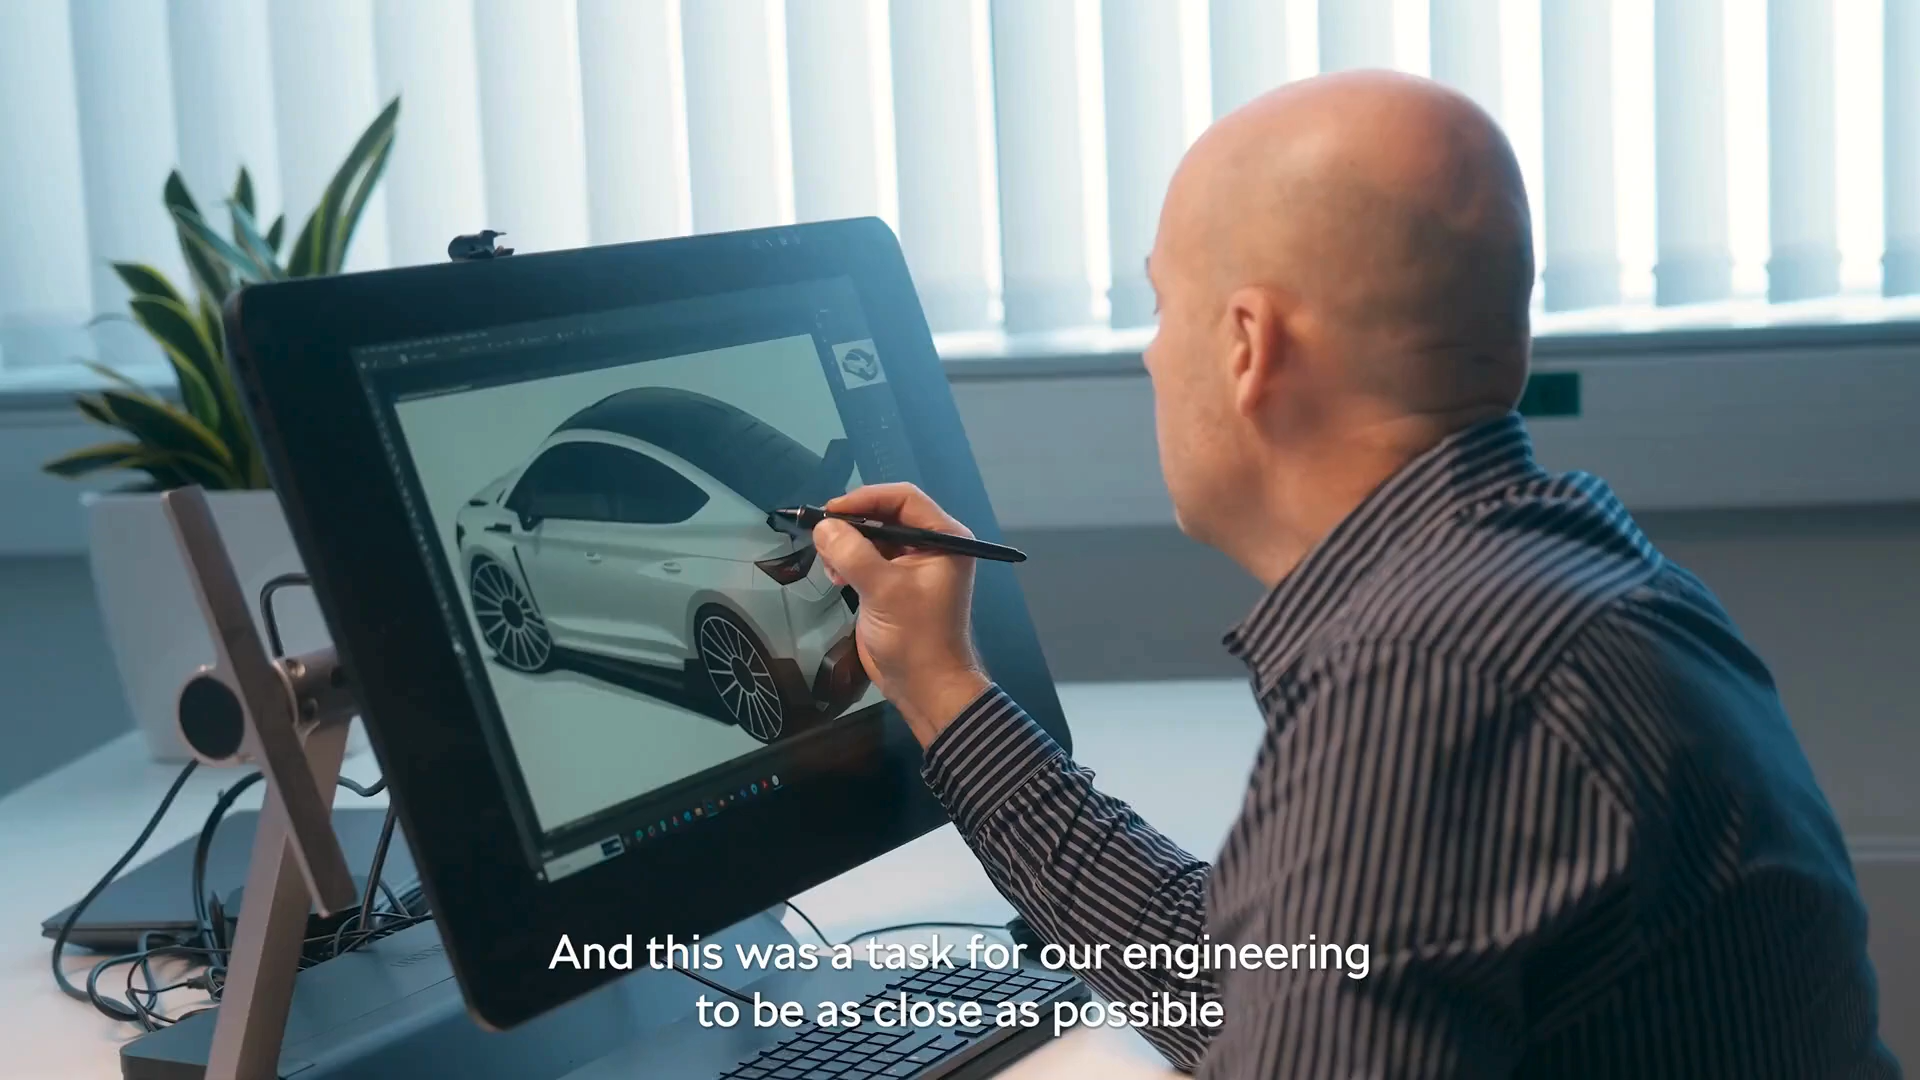 And this was a task for our engineering
to be as close as possible